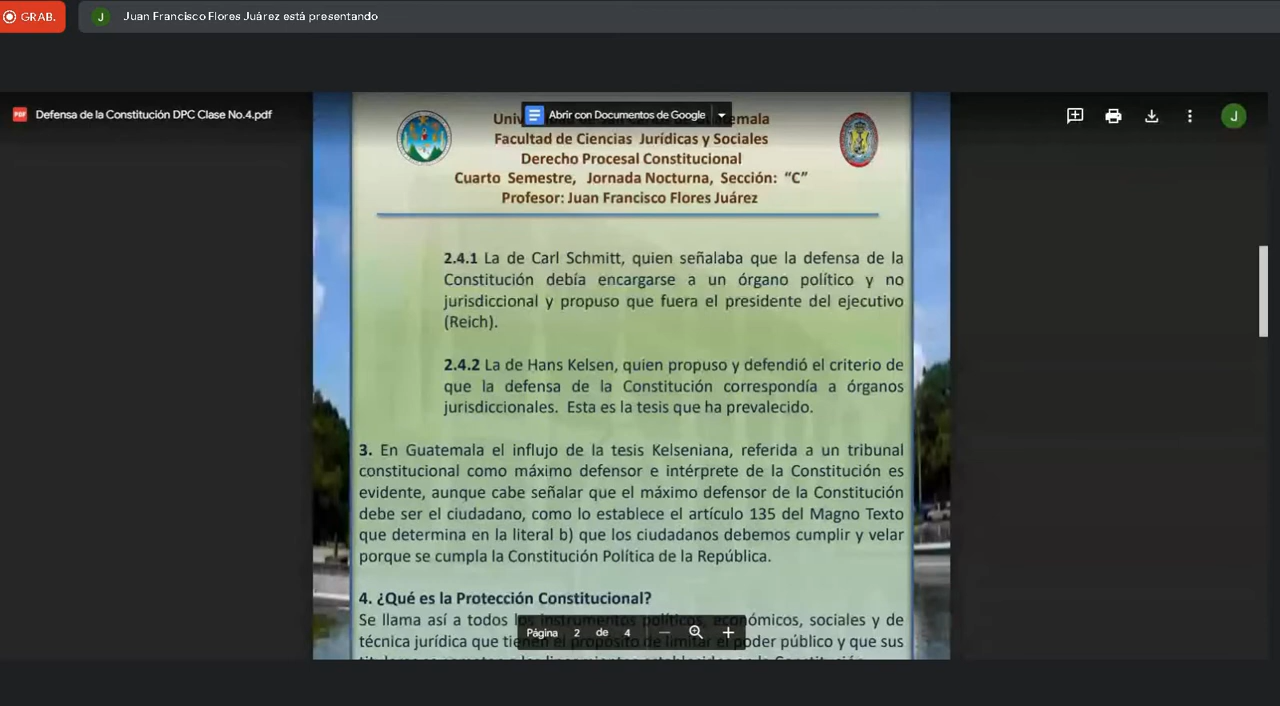 GRAB.
J
Juan Francisco Flores Juárez está presentando
PDF
Defensa de la Constitución DPC Clase No.4.pdf
Abrir con Documentos de Google
J
Facultad de Ciencias Jurídicas y Sociales
Derecho Procesal Constitucional
Cuarto Semestre, Jornada Nocturna, Sección: “C”
Profesor: Juan Francisco Flores Juárez
2.4.1 La de Carl Schmitt, quien señalaba que la defensa de la
Constitución debía encargarse a un órgano político y no
jurisdiccional y propuso que fuera el presidente del ejecutivo
(Reich).
2.4.2 La de Hans Kelsen, quien propuso y defendió el criterio de
que la defensa de la Constitución correspondía a órganos
jurisdiccionales. Esta es la tesis que ha prevalecido.
3. En Guatemala el influjo de la tesis Kelseniana, referida a un tribunal
constitucional como máximo defensor e intérprete de la Constitución es
evidente, aunque cabe señalar que el máximo defensor de la Constitución
debe ser el ciudadano, como lo establece el artículo 135 del Magno Texto
que determina en la literal b) que los ciudadanos debemos cumplir y velar
porque se cumpla la Constitución Política de la República.
4. ¿Qué es la Protección Constitucional?
Se llama así a todos los instrumentos políticos, económicos, sociales y de
técnica jurídica que tienen el propósito de limitar el poder público y que sus
Página 2 de 4